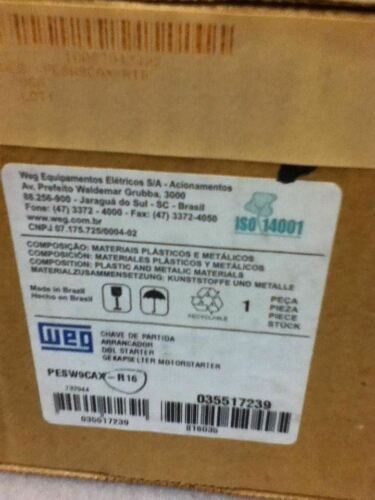 PESW9CAX-R16
Weg Equipamentos Elétricos S/A - Acionamentos
Av. Prefeito Waldemar Grubba, 3000
88.256-900 - Jaraguá do Sul - SC - Brasil
Fone: (47) 3372 - 4000 - Fax: (47) 3372-4050
www.weg.com.br
CNPJ 07.175.725/0004-02
ISO 14001
COMPOSIÇÃO: MATERIAIS PLÁSTICOS E METÁLICOS
COMPOSICIÓN: MATERIALES PLÁSTICOS Y METÁLICOS
COMPOSITION: PLASTIC AND METALIC MATERIALS
MATERIALZUSAMMENSETZUNG: KUNSTSTOFFE UND METALLE
Made in Brazil
Hecho en Brasil
RECYCLABLE
1
PEÇA
PIEZA
PIECE
STÜCK
WEG
CHAVE DE PARTIDA
ARRANCADOR
DOL STARTER
GEKAPSELTER MOTORSTARTER
PESW9CAX-R16
035517239
035517239